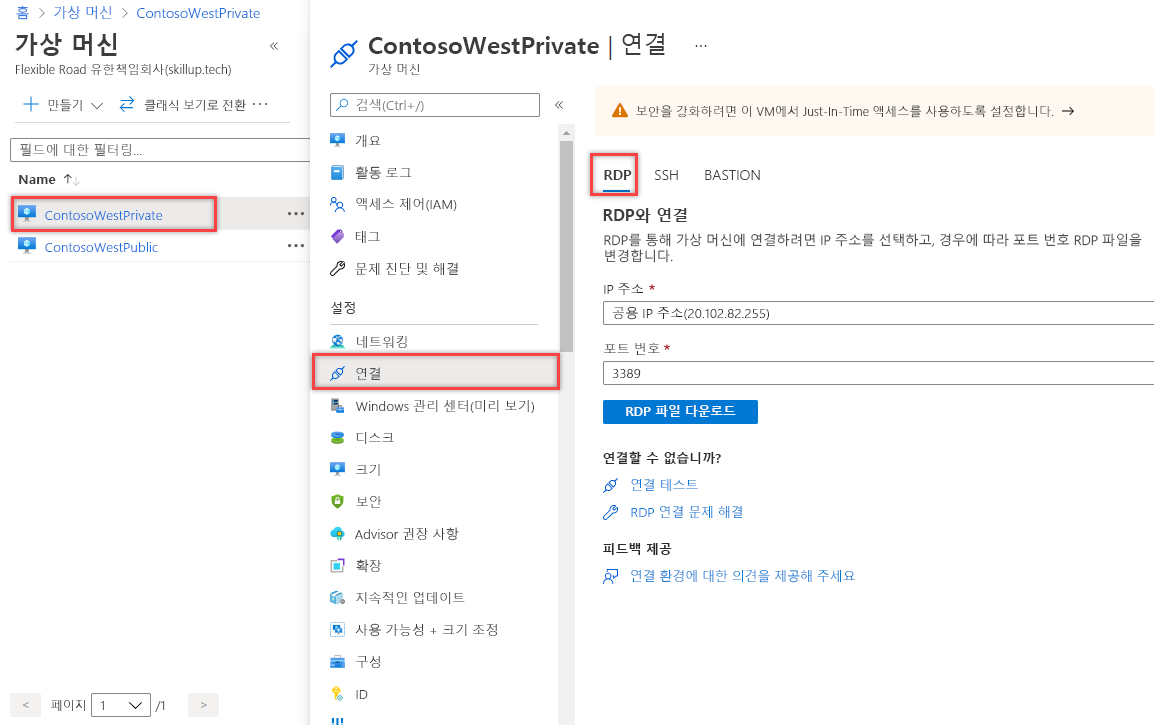 홈 > 가상 머신 > ContosoWestPrivate
가상 머신 «
Flexible Road 유한책임회사(skillup.tech)
+ 만들기 클래식 보기로 전환 ···
필드에 대한 필터링...
Name ↑↓
ContosoWestPrivate ···
ContosoWestPublic ···
< 페이지 1 /1 >
ContosoWestPrivate | 연결 ···
가상 머신
검색(Ctrl+/) «
개요
활동 로그
액세스 제어(IAM)
태그
문제 진단 및 해결
설정
네트워킹
연결
Windows 관리 센터(미리 보기)
디스크
크기
보안
Advisor 권장 사항
확장
지속적인 업데이트
사용 가능성 + 크기 조정
구성
ID
보안을 강화하려면 이 VM에서 Just-In-Time 액세스를 사용하도록 설정합니다. →
RDP SSH BASTION
RDP와 연결
RDP를 통해 가상 머신에 연결하려면 IP 주소를 선택하고, 경우에 따라 포트 번호 RDP 파일을
변경합니다.
IP 주소 *
공용 IP 주소(20.102.82.255)
포트 번호 *
3389
RDP 파일 다운로드
연결할 수 없습니까?
연결 테스트
RDP 연결 문제 해결
피드백 제공
연결 환경에 대한 의견을 제공해 주세요